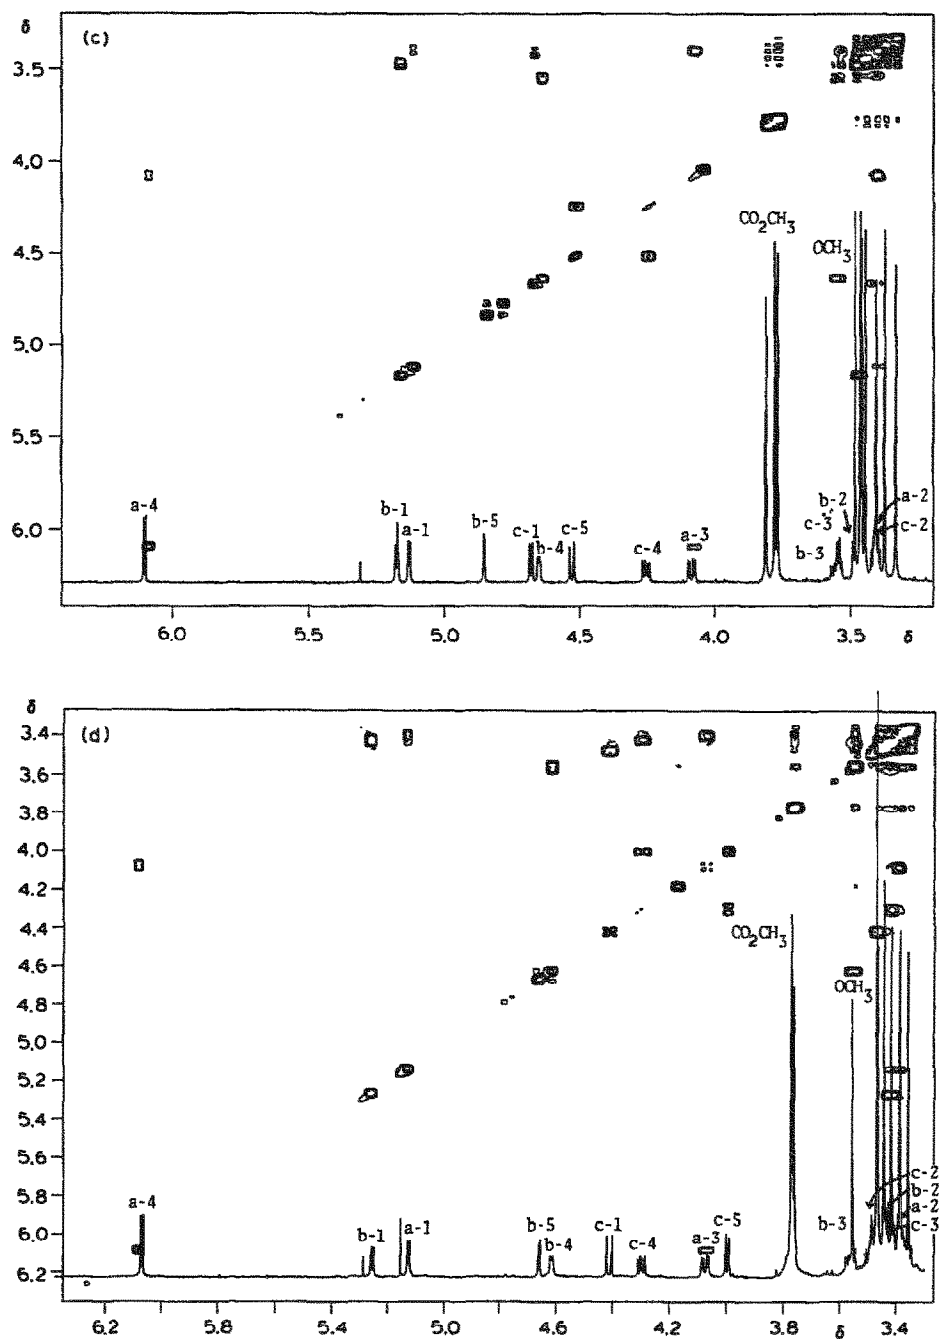 δ
(c)
3.5
4.0
CO₂CH₃
4.5
OCH₃
5.0
5.5
a-4
b-1
a-1
b-5
c-1
b-4
c-5
c-4
a-3
b-2
c-3
b-3
a-2
c-2
6.0
6.0
5.5
5.0
4.5
4.0
3.5
δ
δ
(d)
3.4
3.6
3.8
4.0
4.2
4.4
CO₂CH₃
4.6
OCH₃
4.8
5.0
5.2
5.4
5.6
5.8
a-4
b-1
a-1
b-5
b-4
c-1
c-4
a-3
c-5
b-3
c-2
b-2
a-2
c-3
6.0
6.2
6.2
5.8
5.4
5.0
4.6
4.2
3.8
δ
3.4